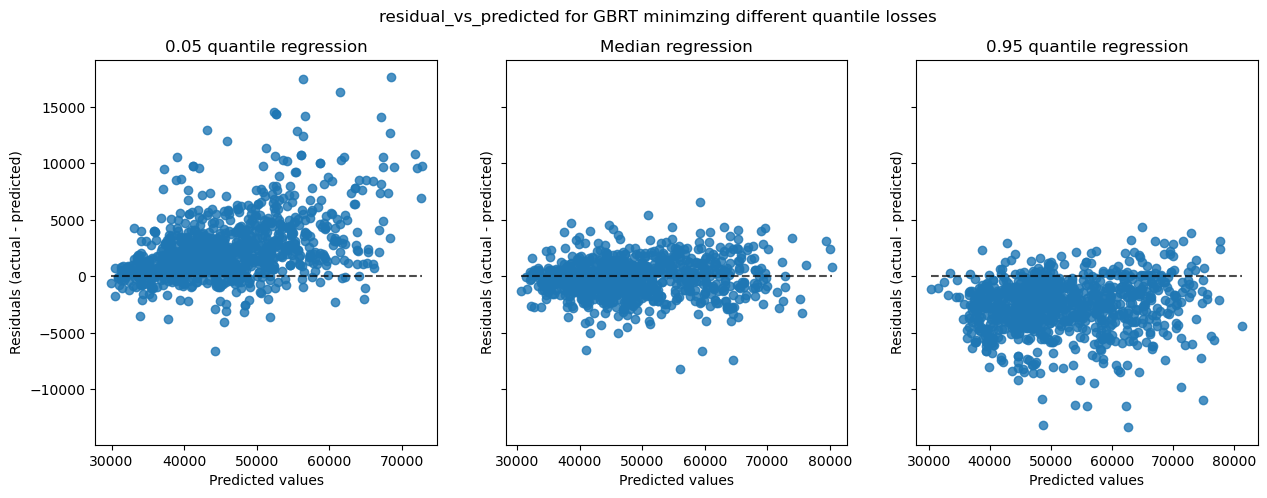 residual_vs_predicted for GBRT minimzing different quantile losses
0.05 quantile regression
Median regression
0.95 quantile regression
Residuals (actual - predicted)
15000
10000
5000
0
−5000
−10000
30000 40000 50000 60000 70000
Predicted values
Residuals (actual - predicted)
30000 40000 50000 60000 70000 80000
Predicted values
Residuals (actual - predicted)
30000 40000 50000 60000 70000 80000
Predicted values